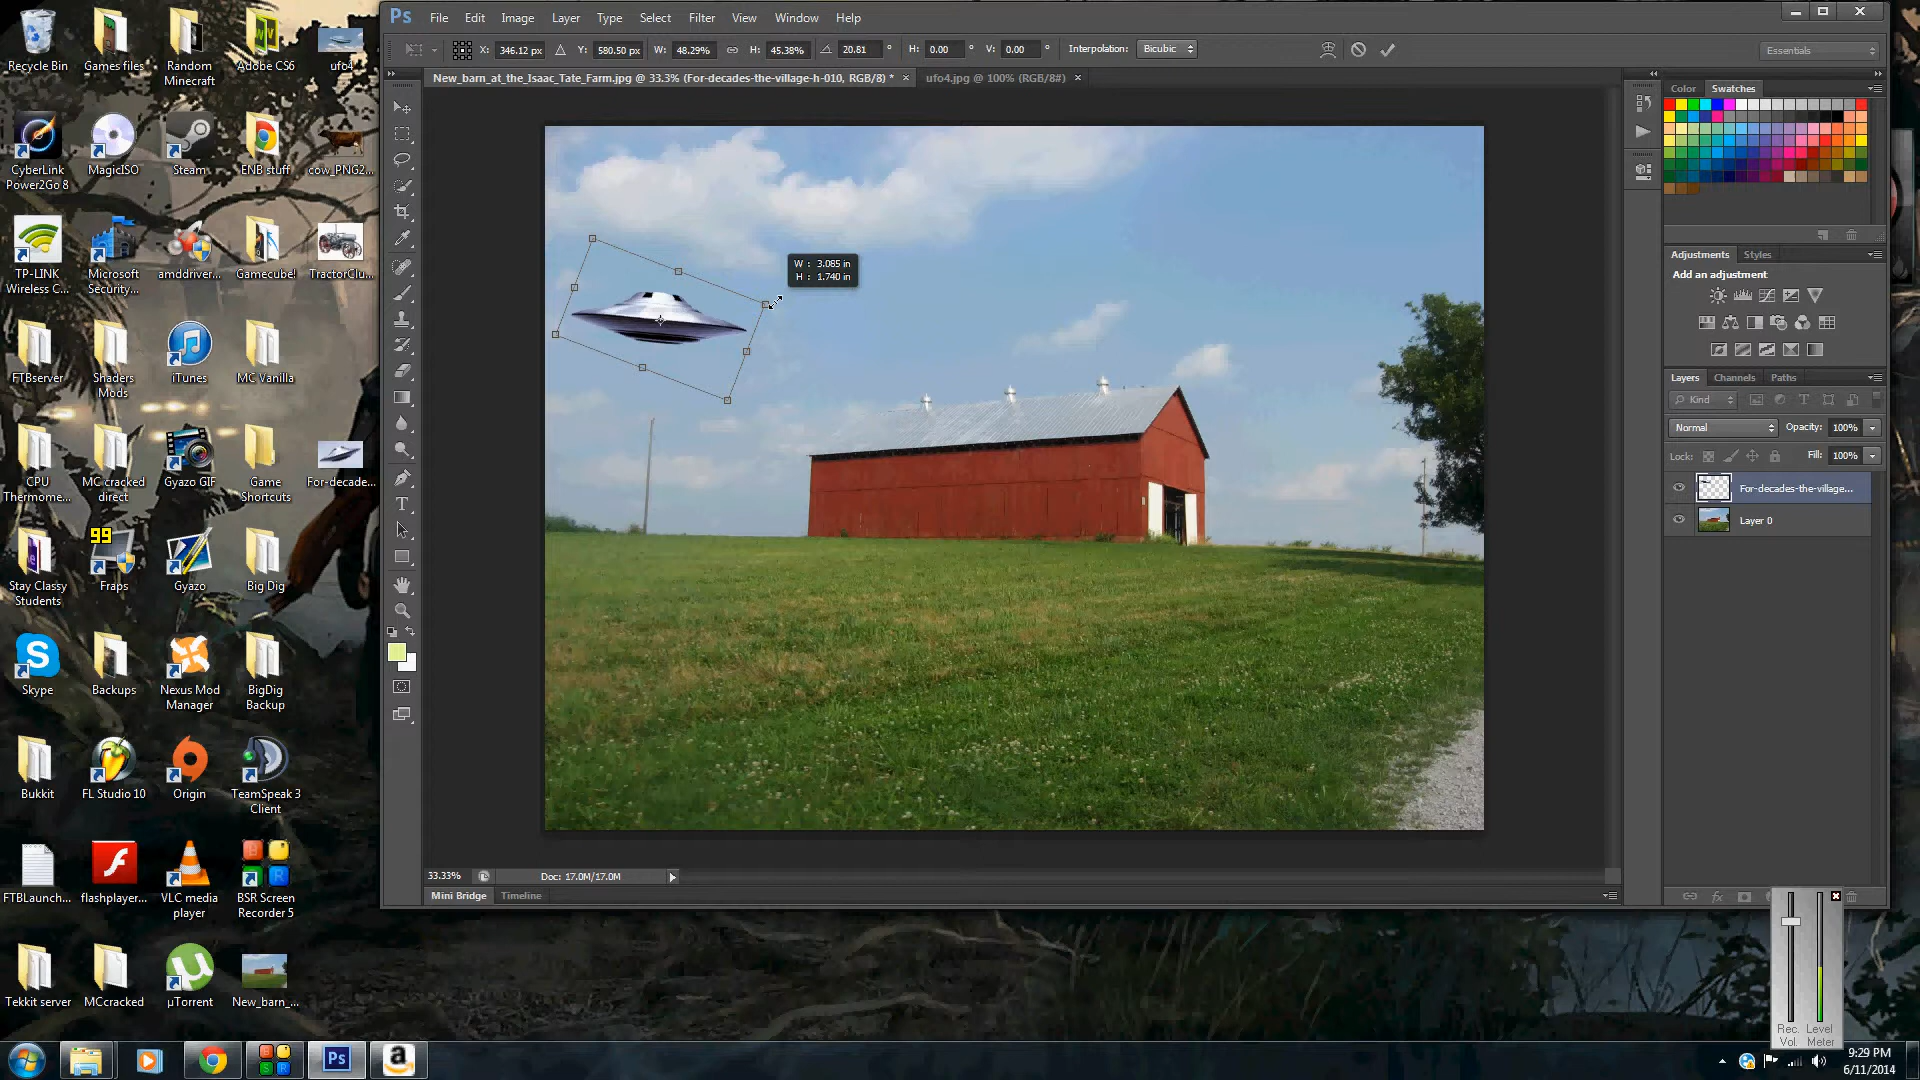 Ps File Edit Image Layer Type Select Filter View Window Help
X: 346.12 px Y: 580.50 px W: 48.29% H: 45.38% 20.81 ° H: 0.00 ° V: 0.00 ° Interpolation: Bicubic
Essentials
New_barn_at_the_Isaac_Tate_Farm.jpg @ 33.3% (For-decades-the-village-h-010, RGB/8) * × ufo4.jpg @ 100% (RGB/8#) ×
W : 3.085 in
H : 1.740 in
Color Swatches
Adjustments Styles
Add an adjustment
Layers Channels Paths
Kind
Normal Opacity: 100%
Lock: Fill: 100%
For-decades-the-village...
Layer 0
33.33% Doc: 17.0M/17.0M
Mini Bridge Timeline
Recycle Bin
Games files
Random
Minecraft
Adobe CS6
ufo4
CyberLink
Power2Go 8
MagicISO
Steam
ENB stuff
cow_PNG2...
TP-LINK
Wireless C...
Microsoft
Security...
amddriver...
Gamecube!
TractorClu...
FTBserver
Shaders
Mods
iTunes
MC Vanilla
CPU
Thermome...
MC cracked
direct
Gyazo GIF
Game
Shortcuts
For-decade...
Stay Classy
Students
99
Fraps
Gyazo
Big Dig
Skype
Backups
Nexus Mod
Manager
BigDig
Backup
Bukkit
FL Studio 10
Origin
TeamSpeak 3
Client
FTBLaunch...
flashplayer...
VLC media
player
BSR Screen
Recorder 5
Tekkit server
MCcracked
µTorrent
New_barn_...
Rec. Level
Vol. Meter
9:29 PM
6/11/2014